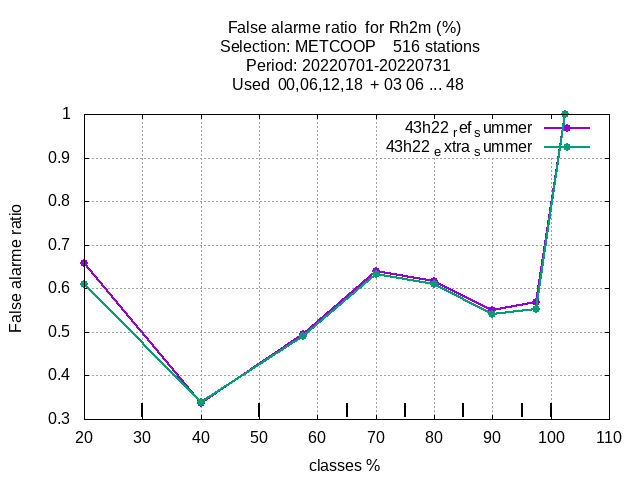 False alarme ratio for Rh2m (%)
Selection: METCOOP 516 stations
Period: 20220701-20220731
Used 00,06,12,18 + 03 06 ... 48
1
43h22 ref summer
43h22 extra summer
0.9
0.8
0.7
0.6
0.5
0.4
0.3
False alarme ratio
20 30 40 50 60 70 80 90 100 110
classes %